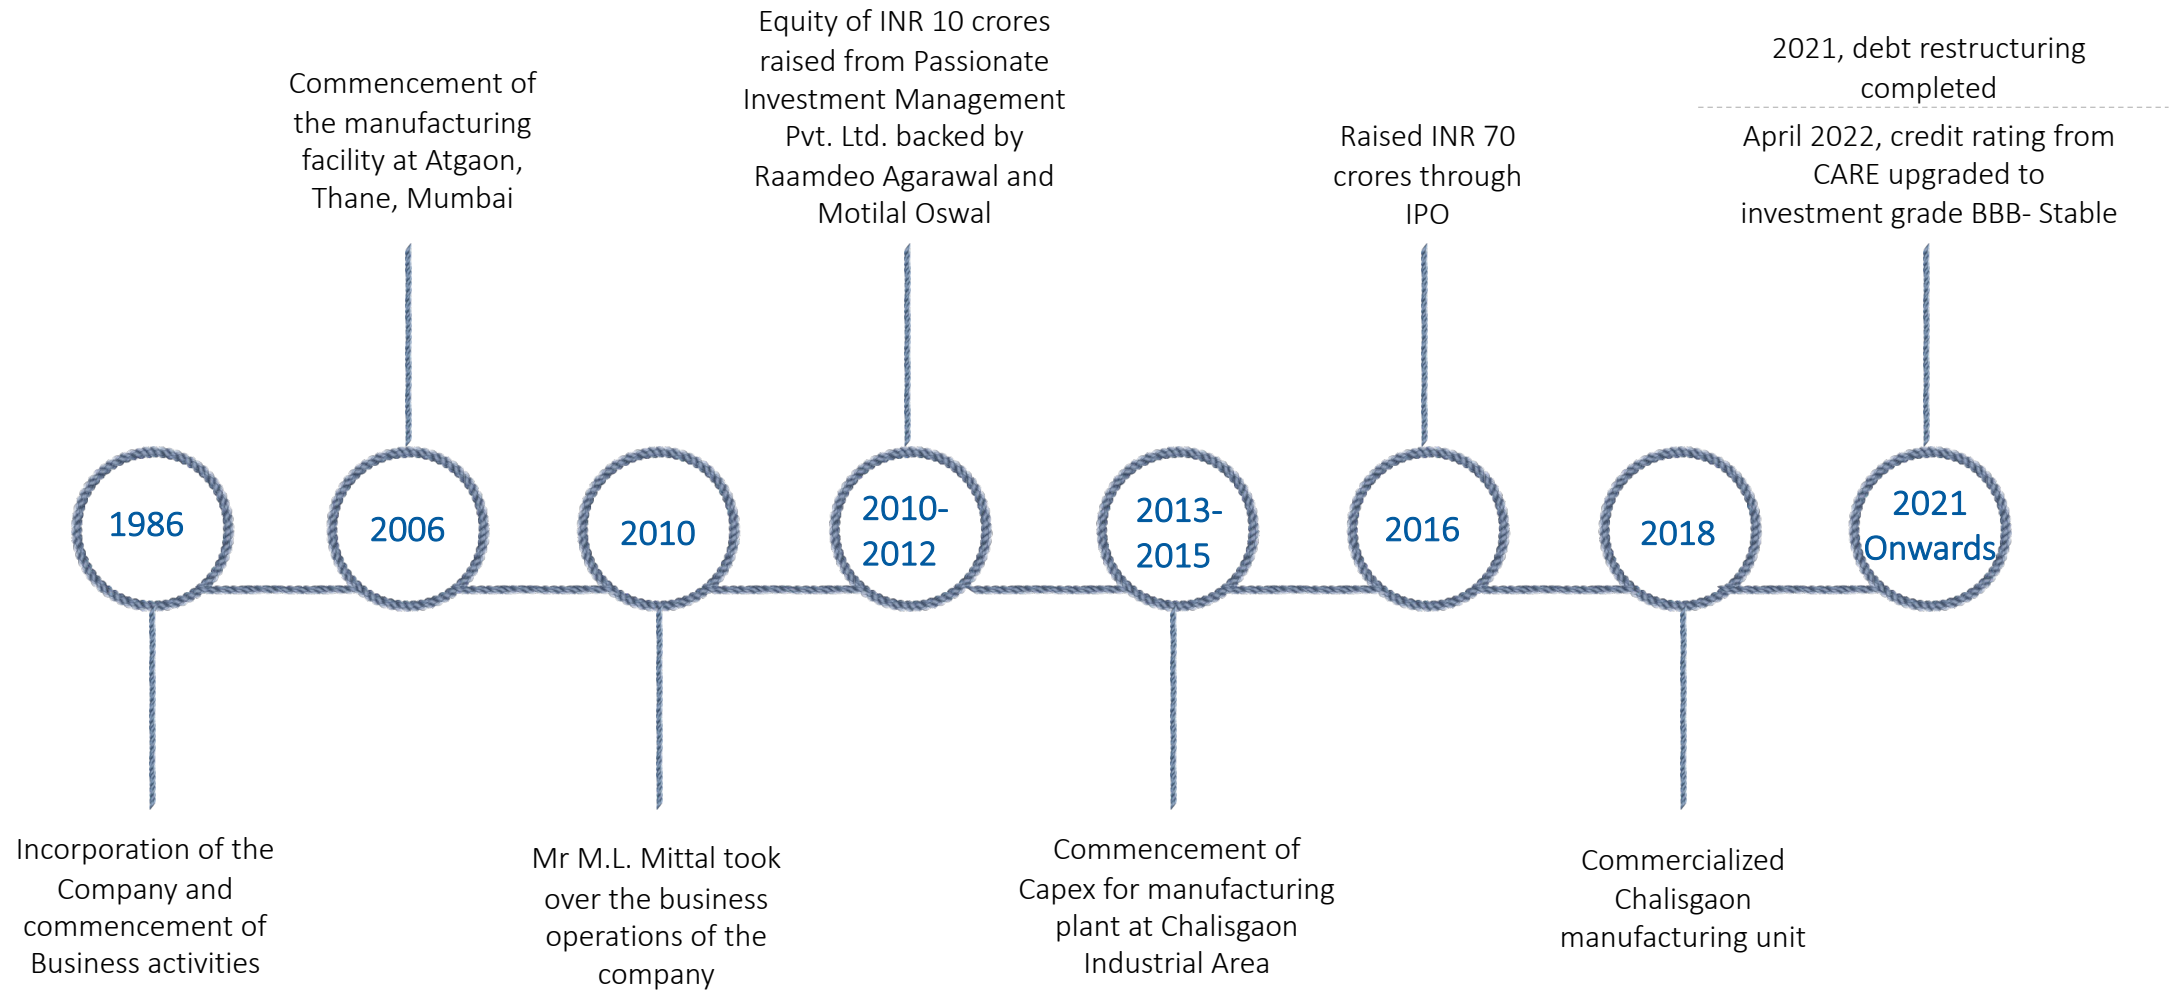 Commencement of
the manufacturing
facility at Atgaon,
Thane, Mumbai
Equity of INR 10 crores
raised from Passionate
Investment Management
Pvt. Ltd. backed by
Raamdeo Agarawal and
Motilal Oswal
Raised INR 70
crores through
IPO
2021, debt restructuring
completed
April 2022, credit rating from
CARE upgraded to
investment grade BBB- Stable
1986
2006
2010
2010-
2012
2013-
2015
2016
2018
2021
Onwards
Incorporation of the
Company and
commencement of
Business activities
Mr M.L. Mittal took
over the business
operations of the
company
Commencement of
Capex for manufacturing
plant at Chalisgaon
Industrial Area
Commercialized
Chalisgaon
manufacturing unit